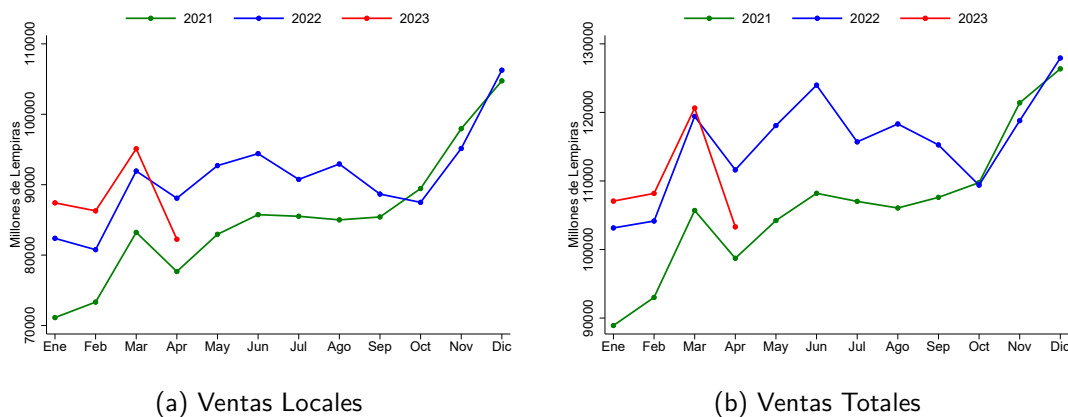 2021 2022 2023
Millones de Lempiras
110000
100000
90000
80000
70000
Ene Feb Mar Apr May Jun Jul Ago Sep Oct Nov Dic
(a) Ventas Locales
2021 2022 2023
Millones de Lempiras
130000
120000
110000
100000
90000
Ene Feb Mar Apr May Jun Jul Ago Sep Oct Nov Dic
(b) Ventas Totales